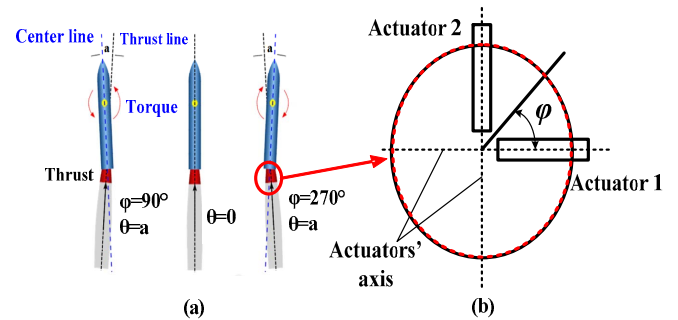 Center line
a
Thrust line
a
Torque
Thrust
φ=90°
θ=a
θ=0
φ=270°
θ=a
(a)
Actuator 2
φ
Actuator 1
Actuators'
axis
(b)